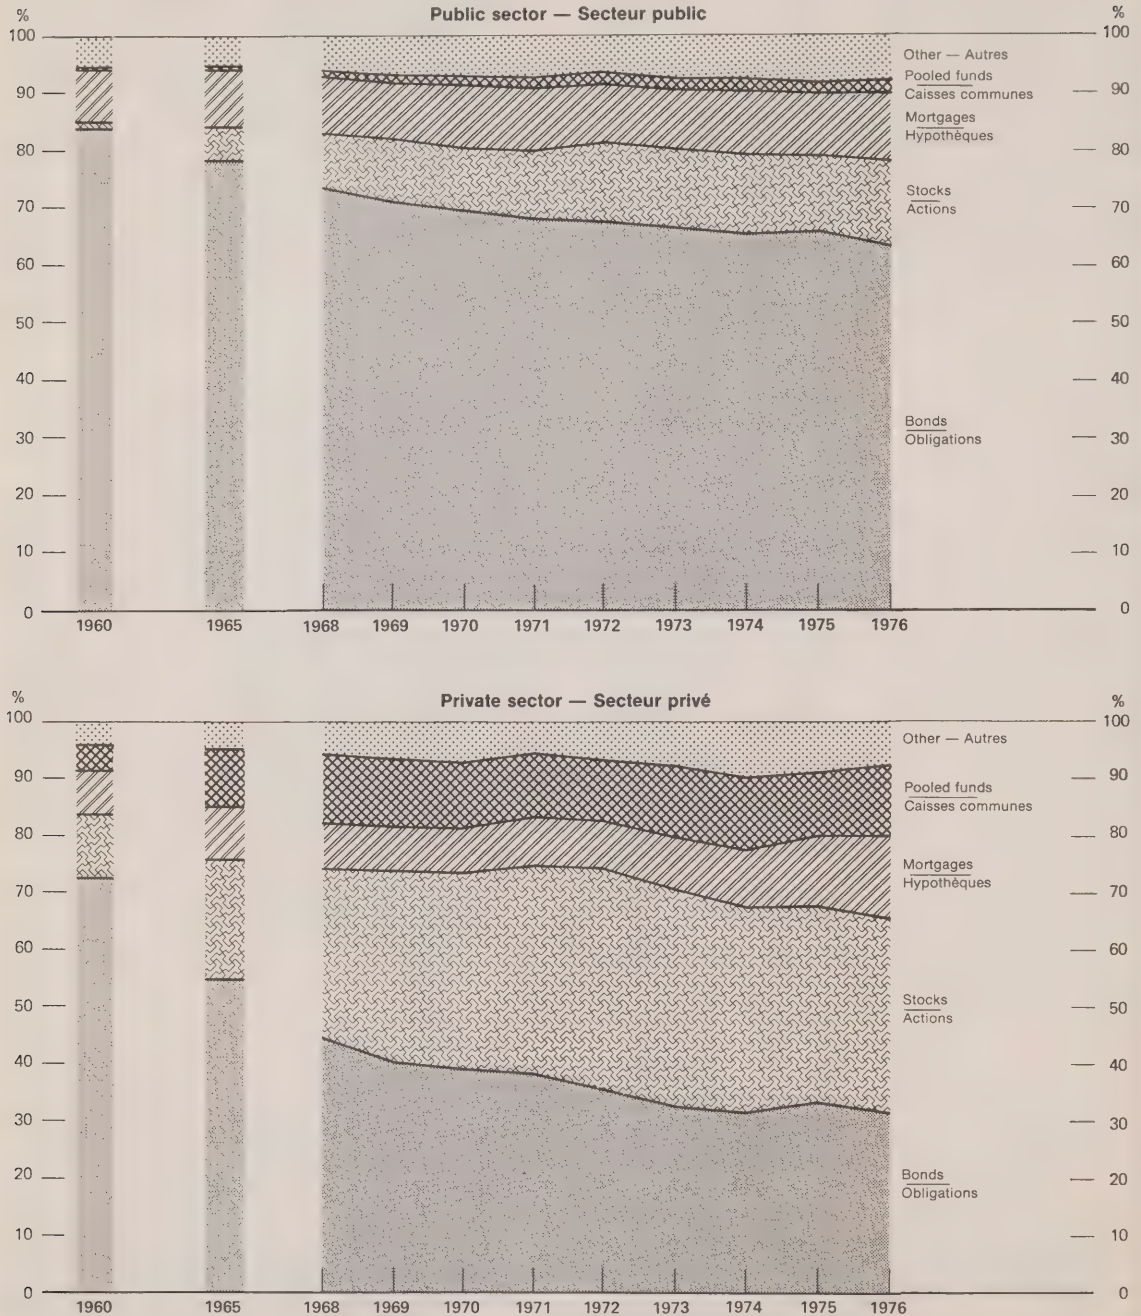 Public sector — Secteur public
%
%
100
100
Other — Autres
Pooled funds
Caisses communes
90
90
Mortgages
Hypothèques
80
80
Stocks
Actions
70
70
60
60
50
50
40
40
Bonds
Obligations
30
30
20
20
10
10
0
0
1960 1965 1968 1969 1970 1971 1972 1973 1974 1975 1976
Private sector — Secteur privé
%
%
100
100
Other — Autres
90
90
Pooled funds
Caisses communes
80
80
Mortgages
Hypothèques
70
70
60
60
Stocks
Actions
50
50
40
40
30
30
Bonds
Obligations
20
20
10
10
0
0
1960 1965 1968 1969 1970 1971 1972 1973 1974 1975 1976